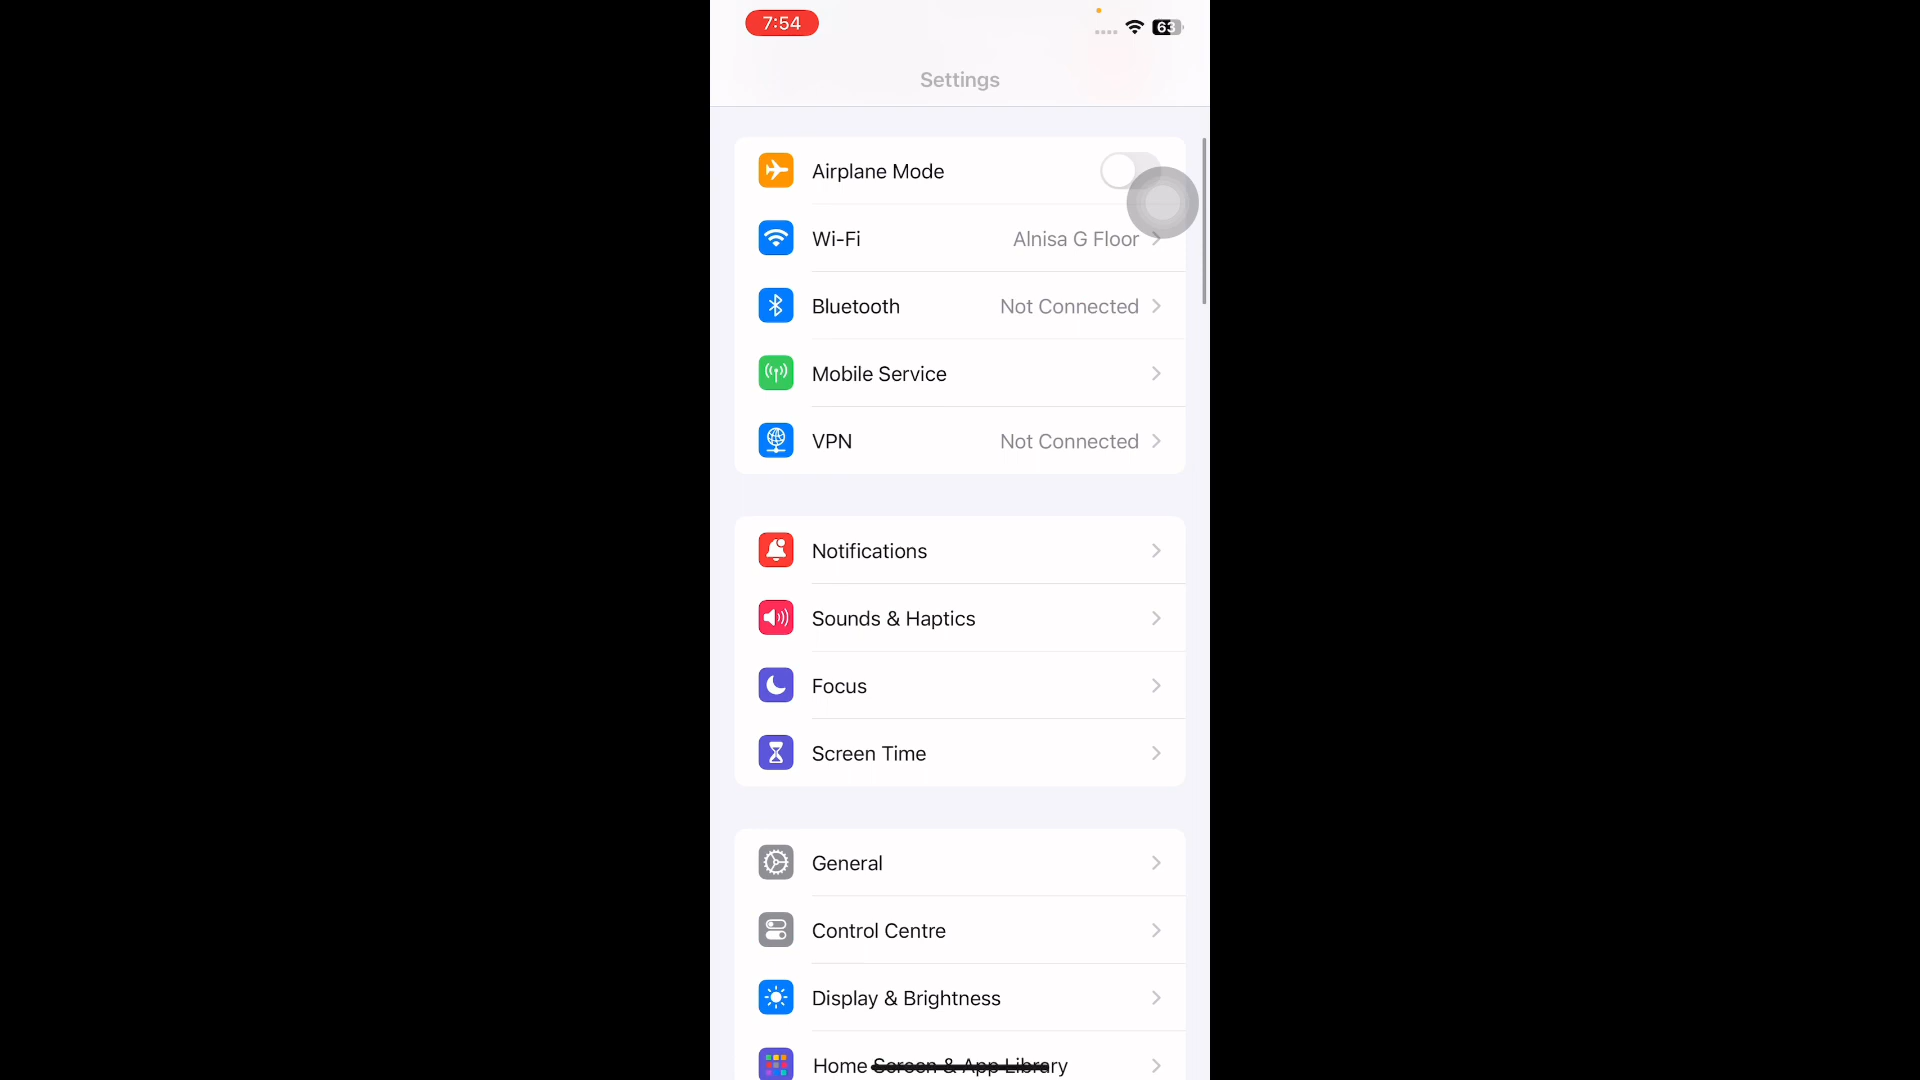 7:54
63
Settings
Airplane Mode
Wi-Fi Alnisa G Floor
Bluetooth Not Connected
Mobile Service
VPN Not Connected
Notifications
Sounds & Haptics
Focus
Screen Time
General
Control Centre
Display & Brightness
Home Screen & App Library